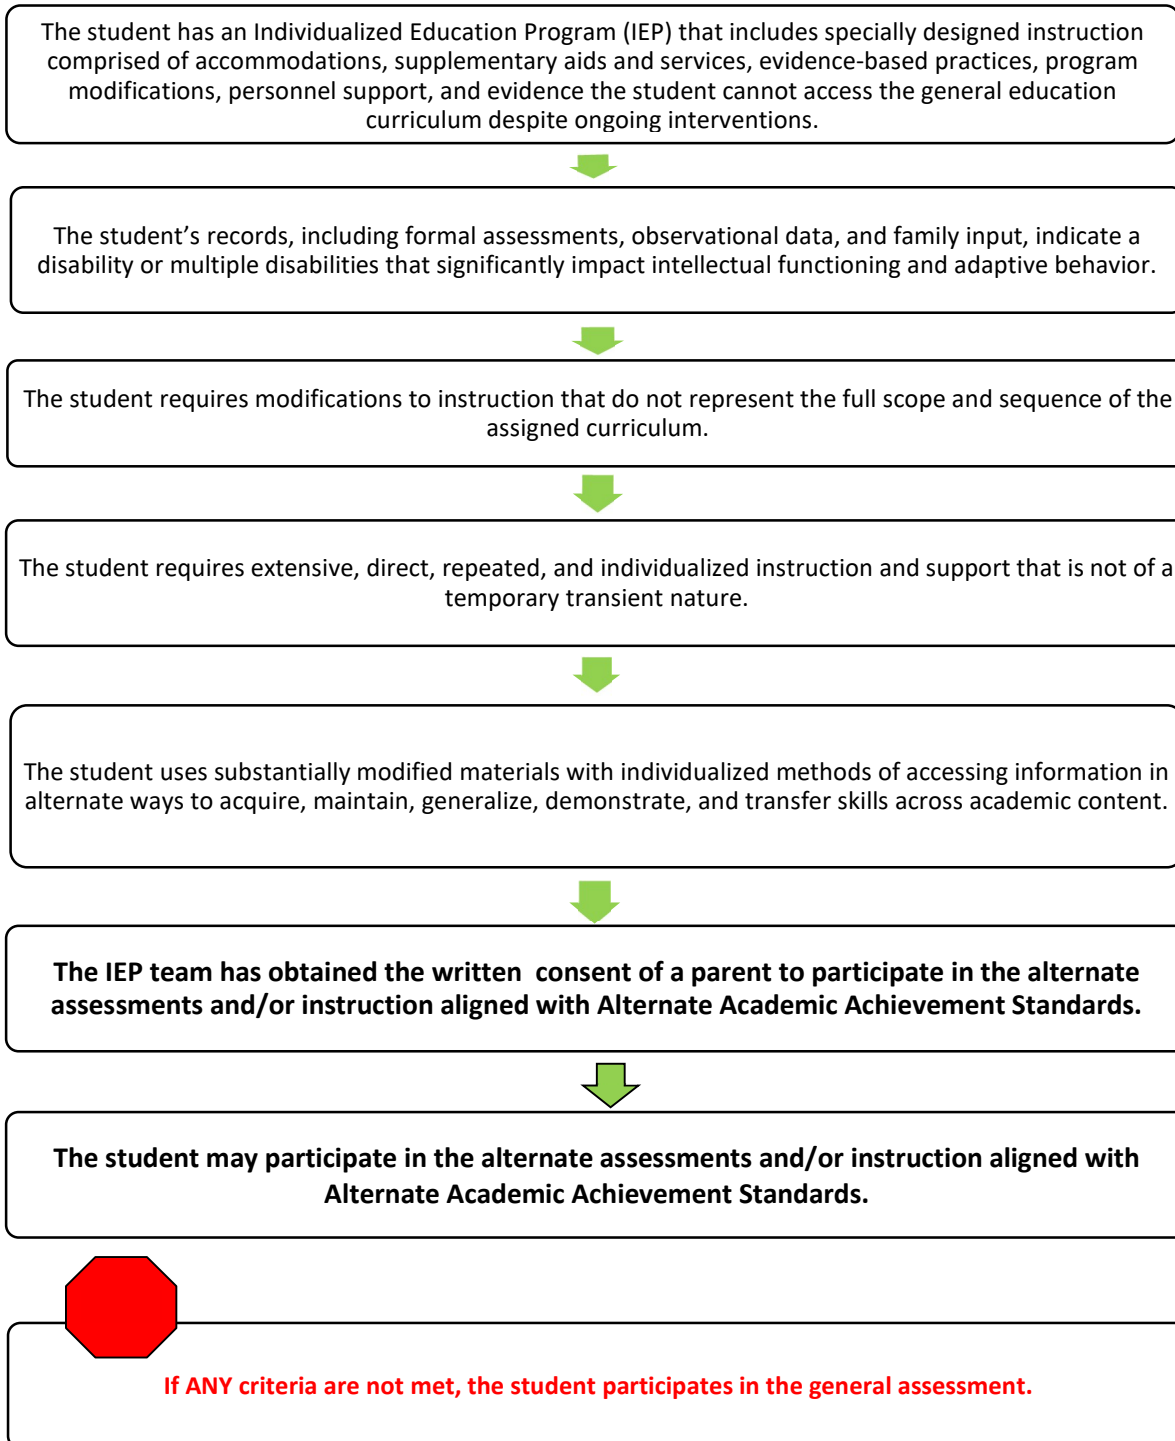 The student has an Individualized Education Program (IEP) that includes specially designed instruction
comprised of accommodations, supplementary aids and services, evidence-based practices, program
modifications, personnel support, and evidence the student cannot access the general education
curriculum despite ongoing interventions.
The student’s records, including formal assessments, observational data, and family input, indicate a
disability or multiple disabilities that significantly impact intellectual functioning and adaptive behavior.
The student requires modifications to instruction that do not represent the full scope and sequence of the
assigned curriculum.
The student requires extensive, direct, repeated, and individualized instruction and support that is not of a
temporary transient nature.
The student uses substantially modified materials with individualized methods of accessing information in
alternate ways to acquire, maintain, generalize, demonstrate, and transfer skills across academic content.
The IEP team has obtained the written consent of a parent to participate in the alternate
assessments and/or instruction aligned with Alternate Academic Achievement Standards.
The student may participate in the alternate assessments and/or instruction aligned with
Alternate Academic Achievement Standards.
If ANY criteria are not met, the student participates in the general assessment.